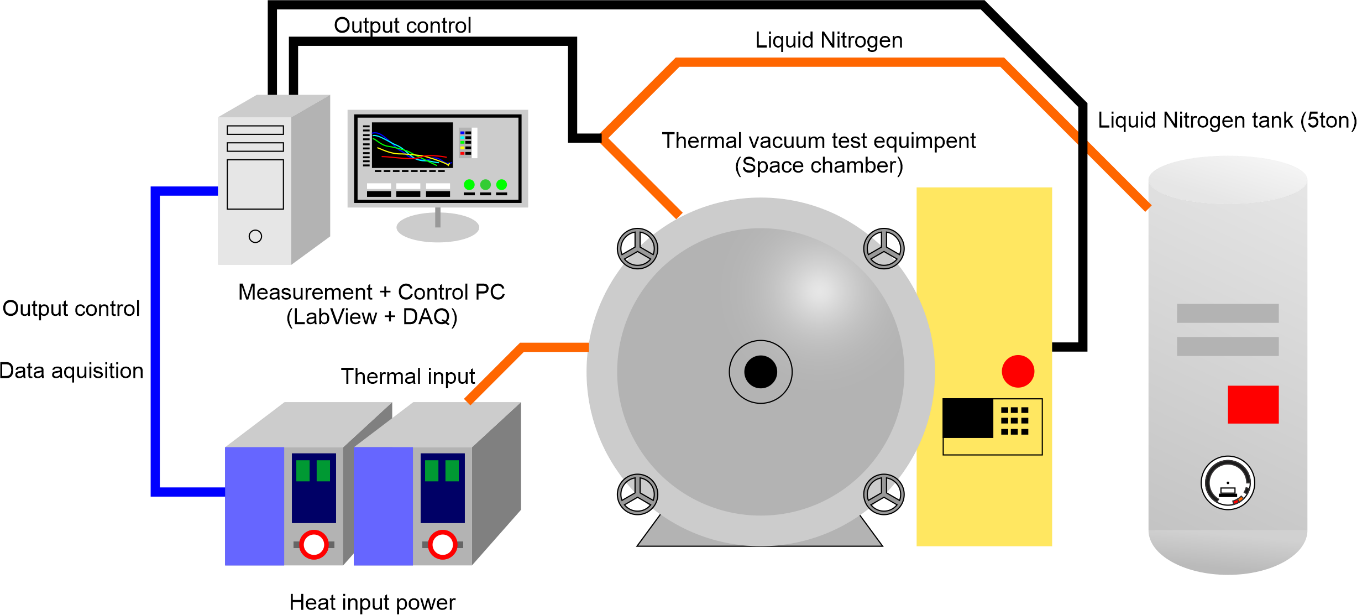 Output control
Liquid Nitrogen
Liquid Nitrogen tank (5ton)
Thermal vacuum test equimpent
(Space chamber)
Measurement + Control PC
(LabView + DAQ)
Output control
Data aquisition
Thermal input
Heat input power